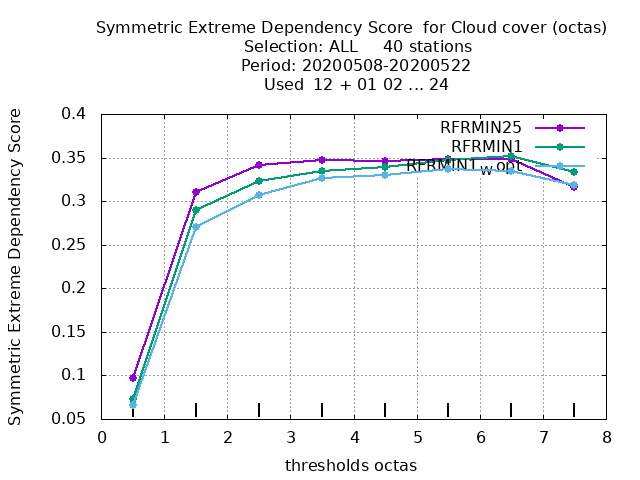 Symmetric Extreme Dependency Score  for Cloud cover (octas)
Selection: ALL     40 stations
Period: 20200508-20200522
Used  12 + 01 02 ... 24
Symmetric Extreme Dependency Score
0.4
0.35
0.3
0.25
0.2
0.15
0.1
0.05
RFRMIN25
RFRMIN1
RFRMIN1_w_opt
0 1 2 3 4 5 6 7 8
thresholds octas